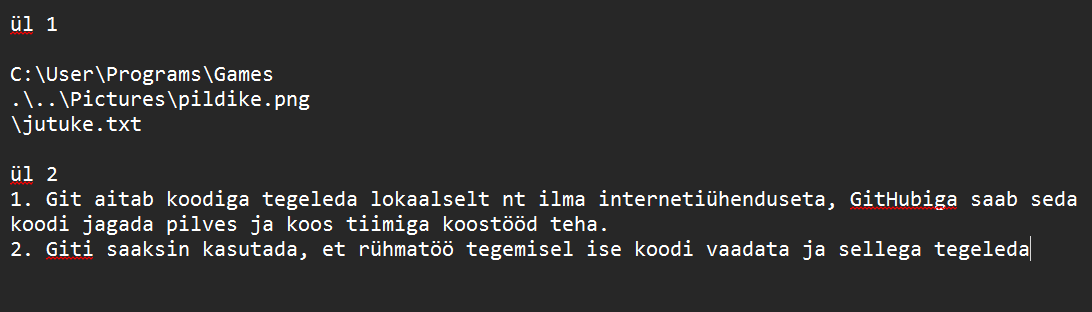 ül 1
C:\User\Programs\Games
.\..\Pictures\pildike.png
\jutuke.txt
ül 2
1. Git aitab koodiga tegeleda lokaalselt nt ilma internetiühenduseta, GitHubiga saab seda
koodi jagada pilves ja koos tiimiga koostööd teha.
2. Giti saaksin kasutada, et rühmatöö tegemisel ise koodi vaadata ja sellega tegeleda